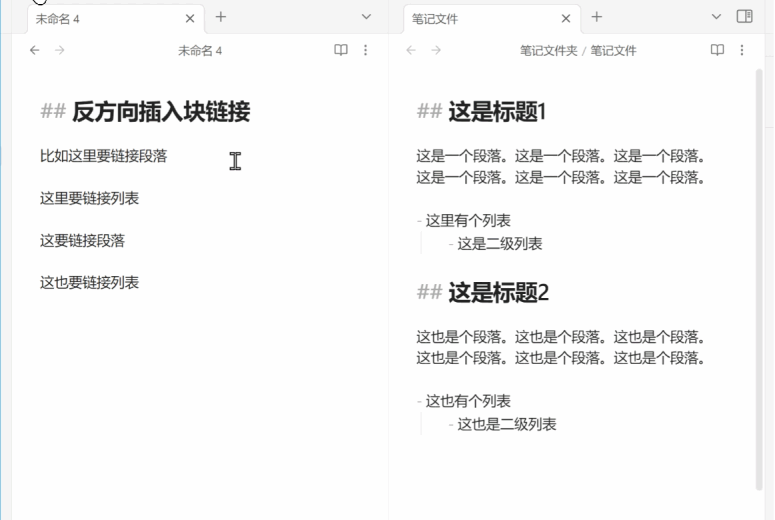 未命名 4
未命名 4
## 反方向插入块链接
比如这里要链接段落
这里要链接列表
这要链接段落
这也要链接列表
笔记文件
笔记文件夹 / 笔记文件
## 这是标题1
这是一个段落。这是一个段落。这是一个段落。
这是一个段落。这是一个段落。这是一个段落。
- 这里有个列表
- 这是二级列表
## 这是标题2
这也是个段落。这也是个段落。这也是个段落。
这也是个段落。这也是个段落。这也是个段落。
- 这也有个列表
- 这也是二级列表